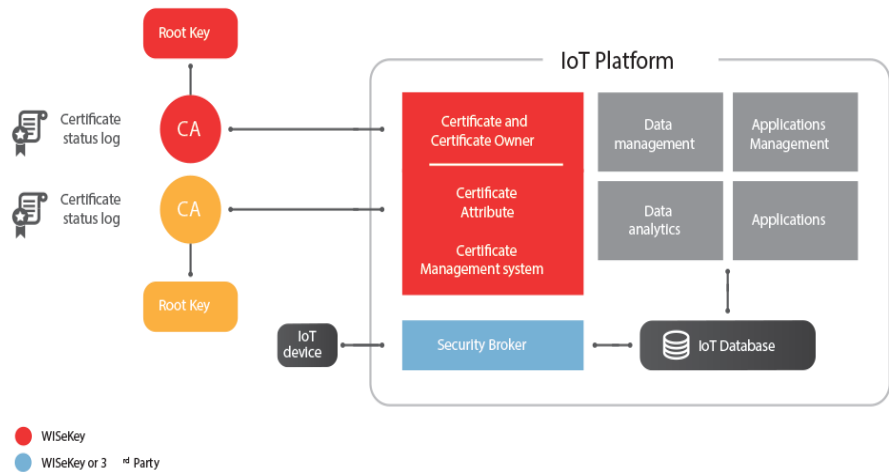 Root Key
IoT Platform
Certificate
status log
CA
Certificate and
Certificate Owner
Data
management
Applications
Management
Certificate
status log
CA
Certificate
Attribute
Data
analytics
Applications
Certificate
Management system
Root Key
IoT
device
Security Broker
IoT Database
WISeKey
WISeKey or 3 rd Party